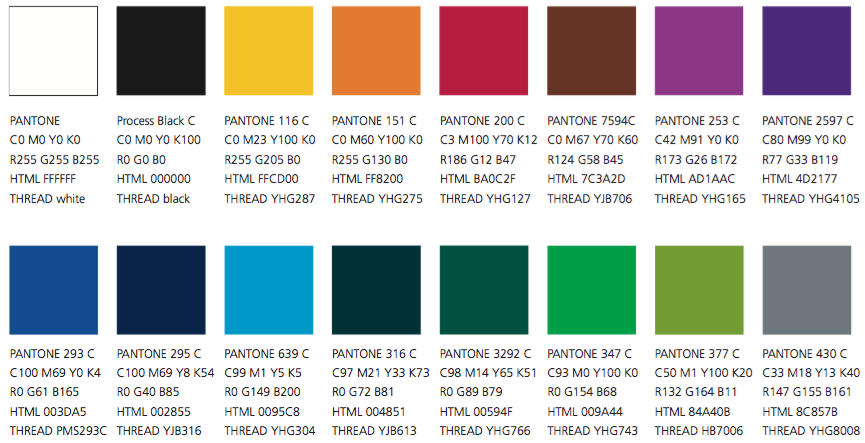 PANTONE
C0 M0 Y0 K0
R255 G255 B255
HTML FFFFFF
THREAD white
Process Black C
C0 M0 Y0 K100
R0 G0 B0
HTML 000000
THREAD black
PANTONE 116 C
C0 M23 Y100 K0
R255 G205 B0
HTML FFCD00
THREAD YHG287
PANTONE 151 C
C0 M60 Y100 K0
R255 G130 B0
HTML FF8200
THREAD YHG275
PANTONE 200 C
C3 M100 Y70 K12
R186 G12 B47
HTML BA0C2F
THREAD YHG127
PANTONE 7594C
C0 M67 Y70 K60
R124 G58 B45
HTML 7C3A2D
THREAD YJB706
PANTONE 253 C
C42 M91 Y0 K0
R173 G26 B172
HTML AD1AAC
THREAD YHG165
PANTONE 2597 C
C80 M99 Y0 K0
R77 G33 B119
HTML 4D2177
THREAD YHG4105
PANTONE 293 C
C100 M69 Y0 K4
R0 G61 B165
HTML 003DA5
THREAD PMS293C
PANTONE 295 C
C100 M69 Y8 K54
R0 G40 B85
HTML 002855
THREAD YJB316
PANTONE 639 C
C99 M1 Y5 K5
R0 G149 B200
HTML 0095C8
THREAD YHG304
PANTONE 316 C
C97 M21 Y33 K73
R0 G72 B81
HTML 004851
THREAD YJB613
PANTONE 3292 C
C98 M14 Y65 K51
R0 G89 B79
HTML 00594F
THREAD YHG766
PANTONE 347 C
C93 M0 Y100 K0
R0 G154 B68
HTML 009A44
THREAD YHG743
PANTONE 377 C
C50 M1 Y100 K20
R132 G164 B11
HTML 84A40B
THREAD HB7006
PANTONE 430 C
C33 M18 Y13 K40
R147 G155 B161
HTML 8C857B
THREAD YHG8008